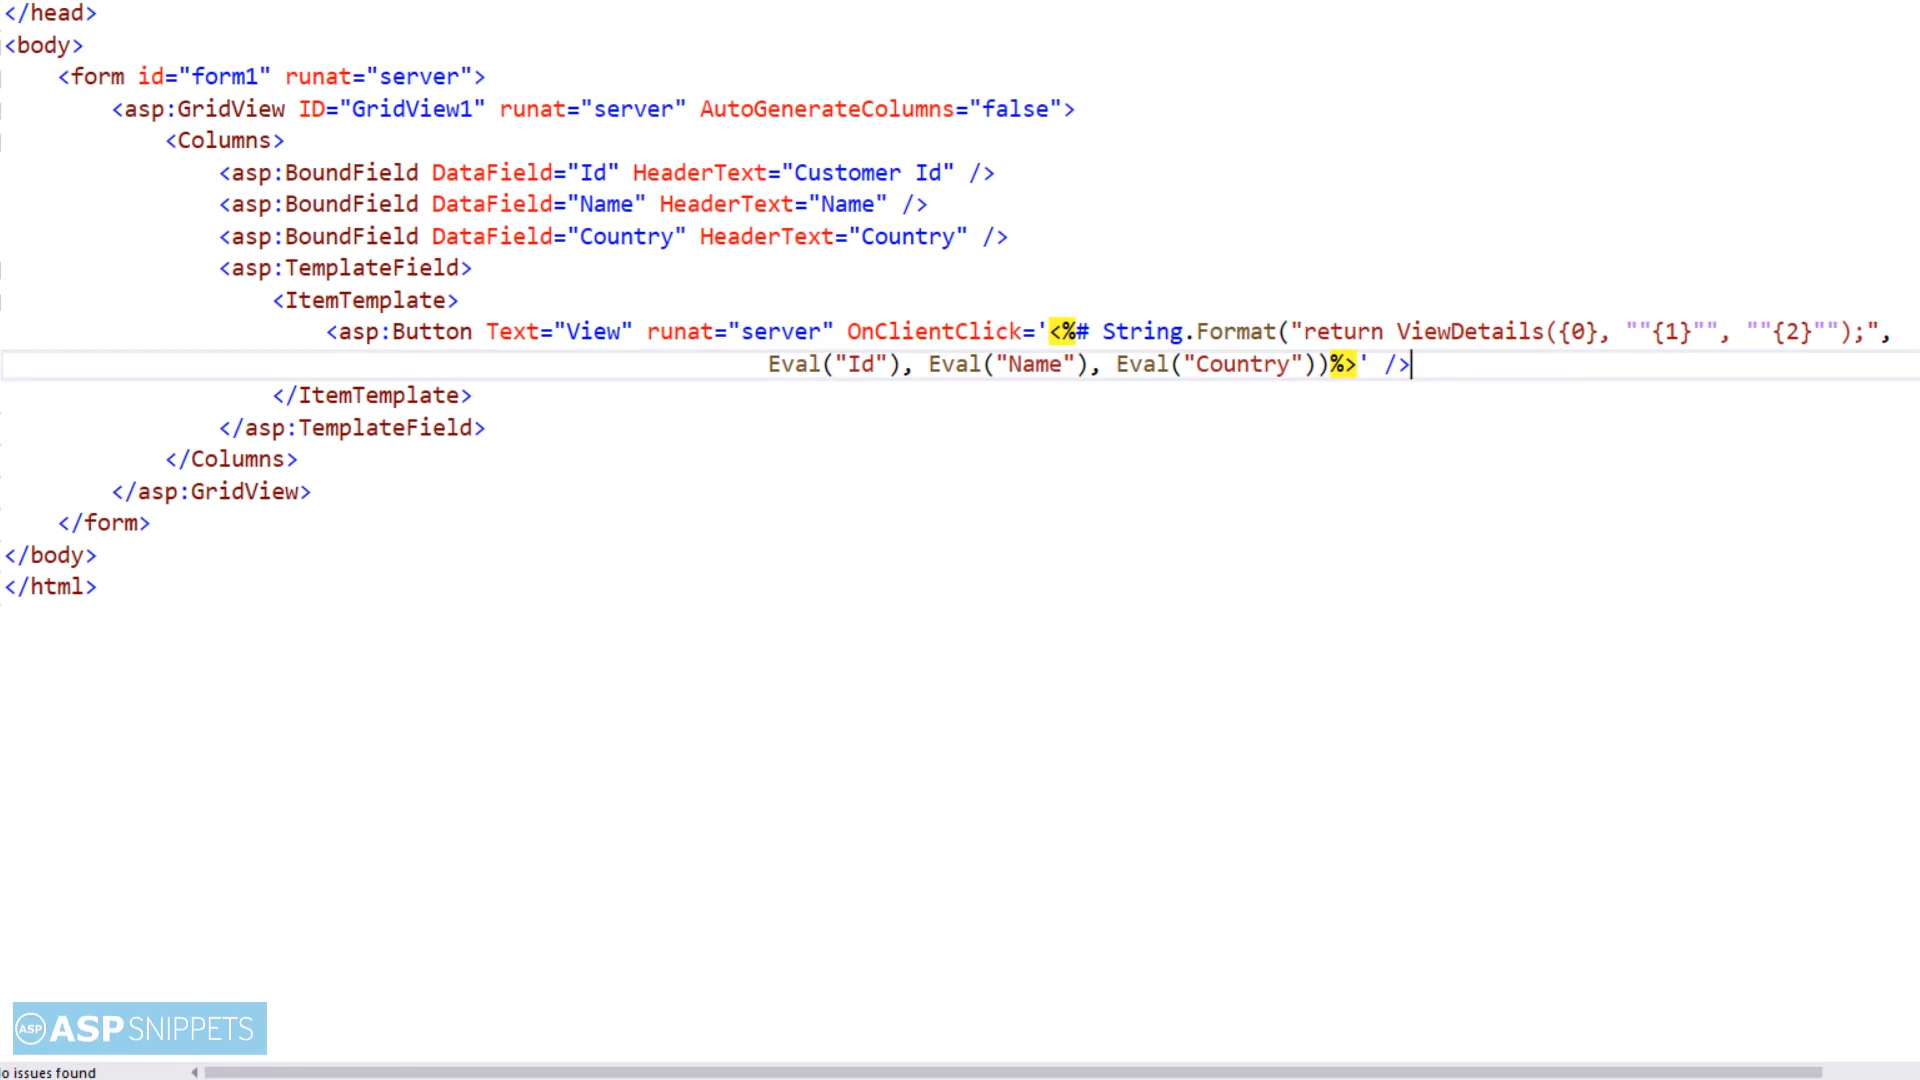 </head>
<body>
    <form id="form1" runat="server">
        <asp:GridView ID="GridView1" runat="server" AutoGenerateColumns="false">
            <Columns>
                <asp:BoundField DataField="Id" HeaderText="Customer Id" />
                <asp:BoundField DataField="Name" HeaderText="Name" />
                <asp:BoundField DataField="Country" HeaderText="Country" />
                <asp:TemplateField>
                    <ItemTemplate>
                        <asp:Button Text="View" runat="server" OnClientClick='<%# String.Format("return ViewDetails({0}, ""{1}"", ""{2}"");",
                                                         Eval("Id"), Eval("Name"), Eval("Country"))%>' />
                    </ItemTemplate>
                </asp:TemplateField>
            </Columns>
        </asp:GridView>
    </form>
</body>
</html>
ASP ASPSNIPPETS
o issues found